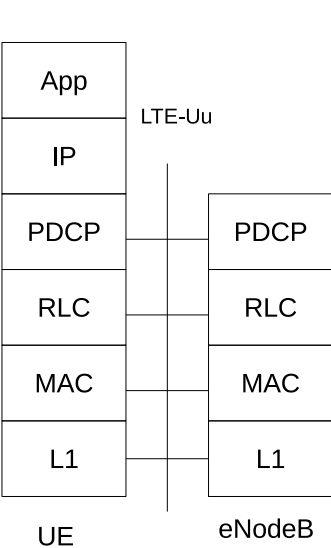 App
LTE-Uu
IP
PDCP
PDCP
RLC
RLC
MAC
MAC
L1
L1
UE
eNodeB